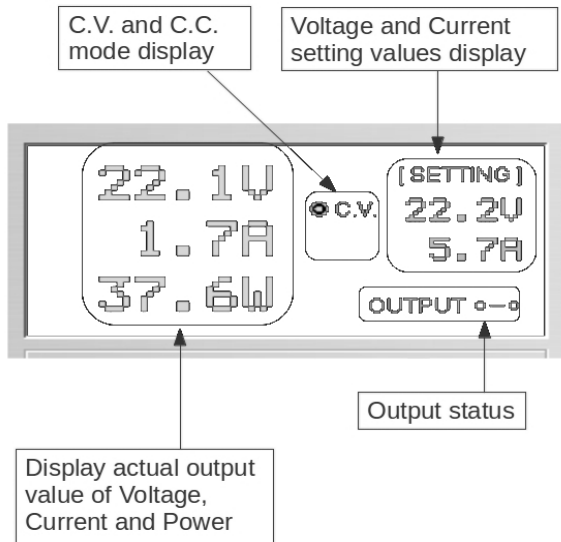 C.V. and C.C.
mode display
Voltage and Current
setting values display
22.1V
1.7A
37.6W
C.V.
[SETTING]
22.2V
5.7A
OUTPUT
Output status
Display actual output
value of Voltage,
Current and Power